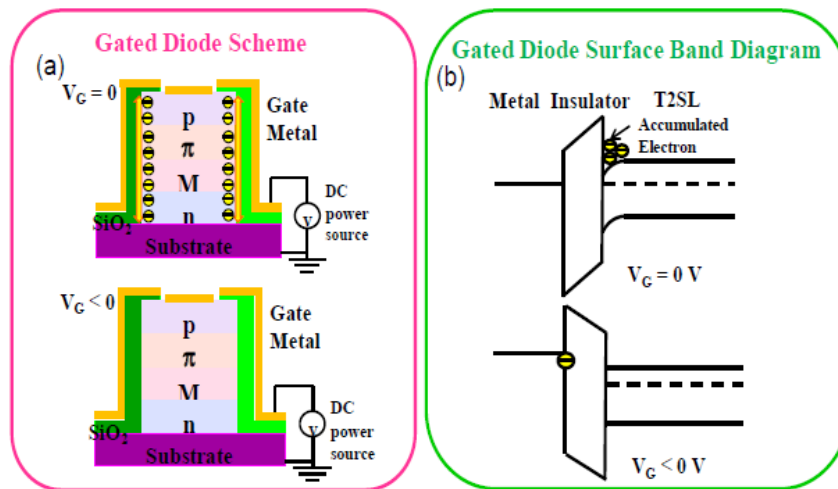 Gated Diode Scheme
(a)
V_G = 0
p
π
M
n
SiO₂
Substrate
Gate
Metal
DC
power
source
v
V_G < 0
p
π
M
n
SiO₂
Substrate
Gate
Metal
DC
power
source
v
Gated Diode Surface Band Diagram
(b)
Metal Insulator T2SL
Accumulated
Electron
V_G = 0 V
V_G < 0 V